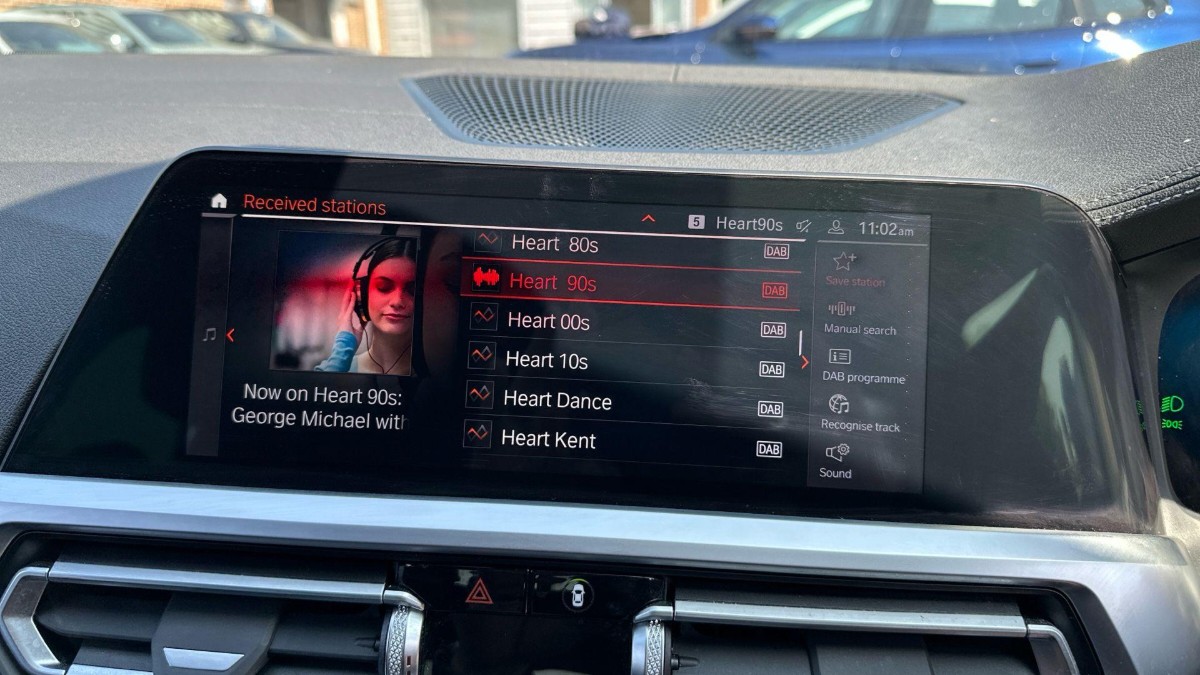 Received stations
5 Heart90s 11:02am
Now on Heart 90s:
George Michael with
Heart 80s DAB
Heart 90s DAB
Heart 00s DAB
Heart 10s DAB
Heart Dance DAB
Heart Kent DAB
Save station
Manual search
DAB programme
Recognise track
Sound